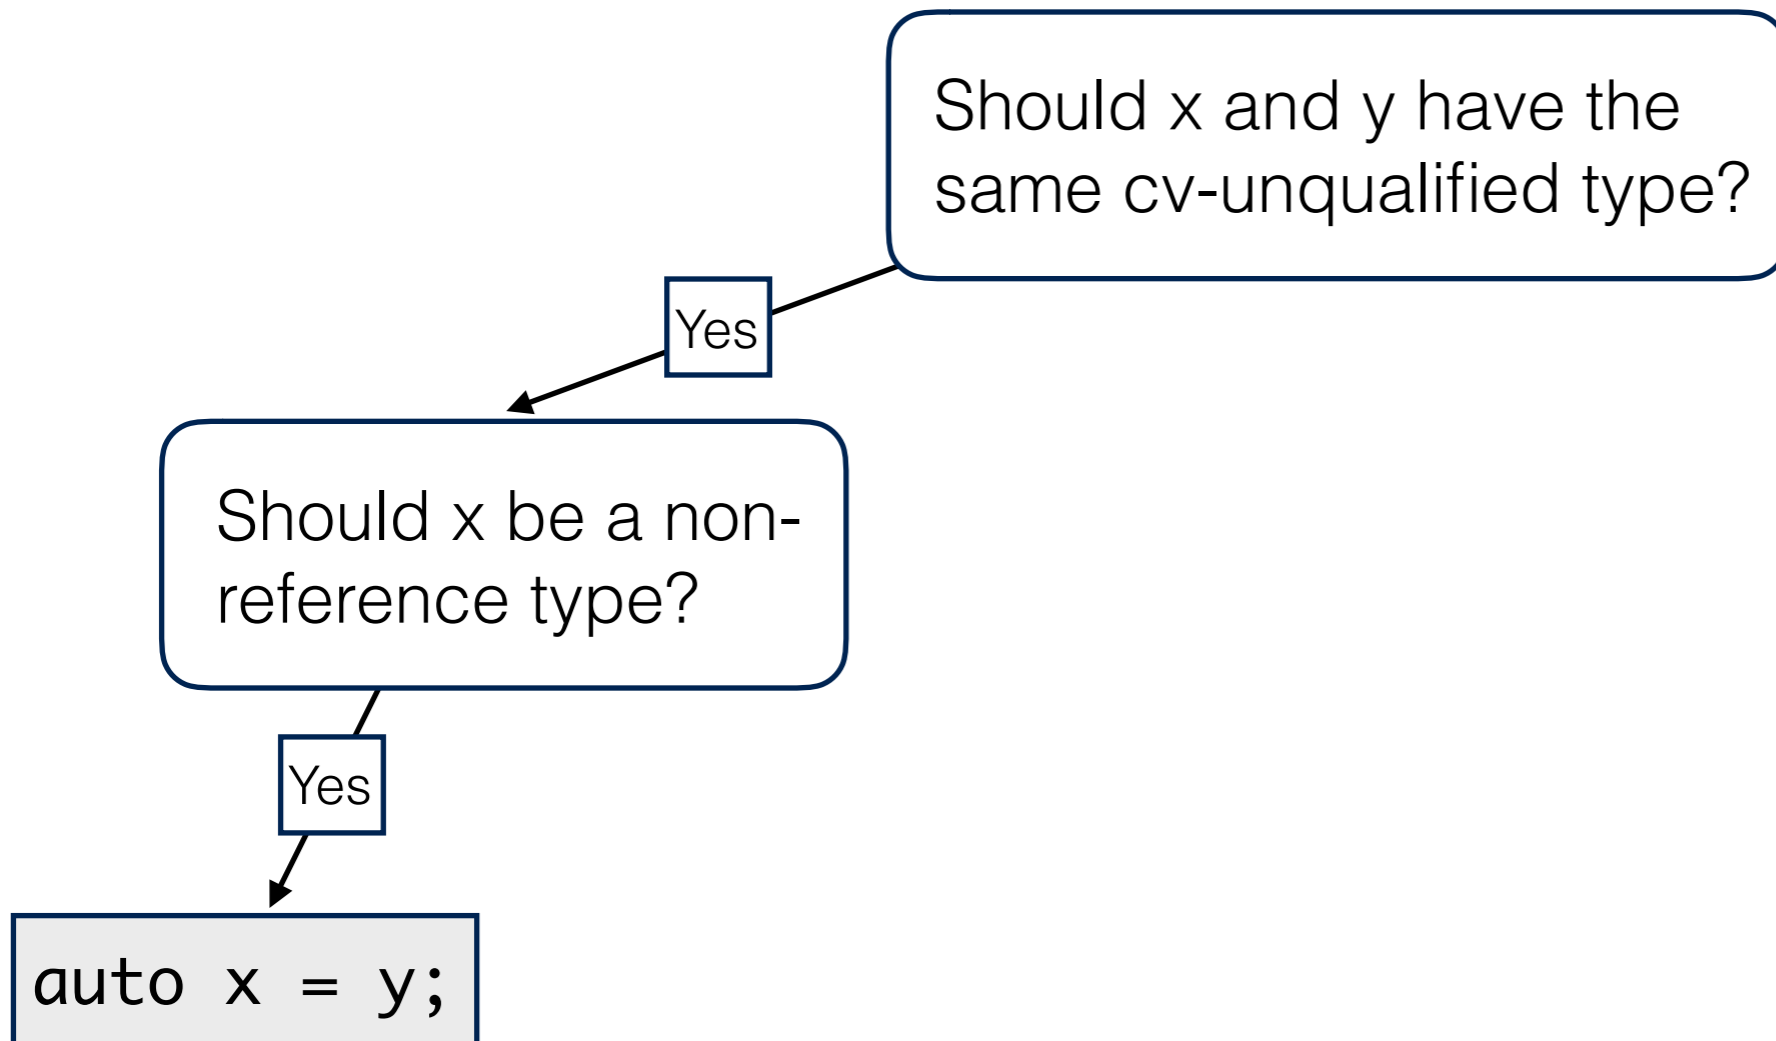 Should x and y have the
same cv-unqualified type?
Yes
Should x be a non-
reference type?
Yes
auto x = y;